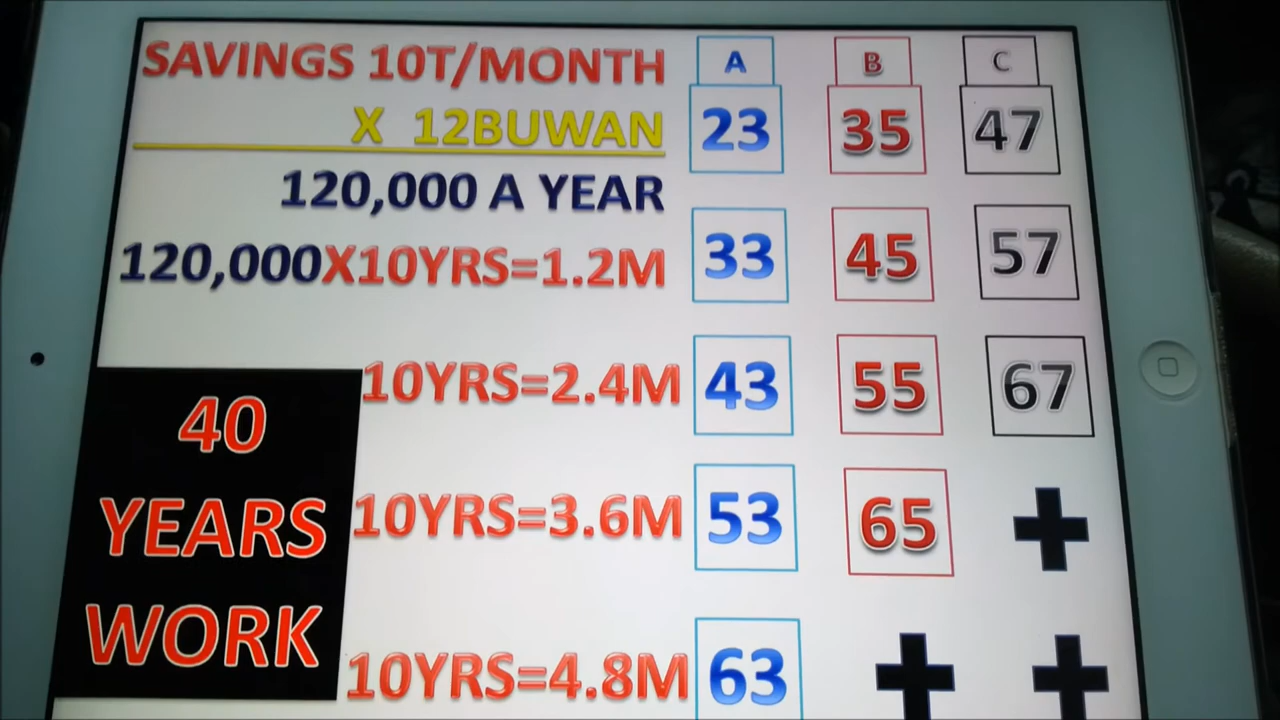 SAVINGS 10T/MONTH A B C
X 12BUWAN 23 35 47
120,000 A YEAR
120,000X10YRS=1.2M 33 45 57
10YRS=2.4M 43 55 67
40
YEARS
WORK
10YRS=3.6M 53 65
10YRS=4.8M 63